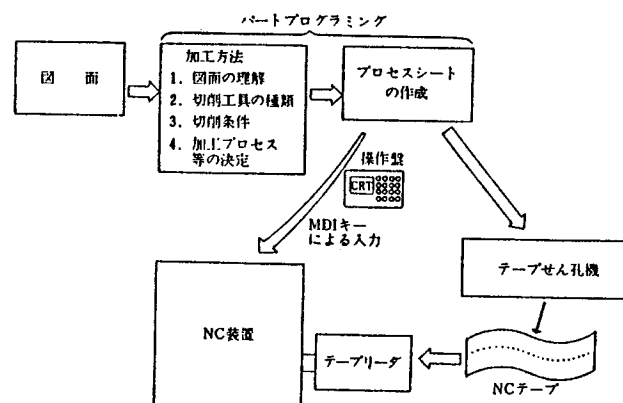 パートプログラミング
図　面
加工方法
1. 図面の理解
2. 切削工具の種類
3. 切削条件
4. 加工プロセス
等の決定
プロセスシート
の作成
操作盤
CRT
MDIキー
による入力
テープせん孔機
NC装置
テープリーダ
NCテープ